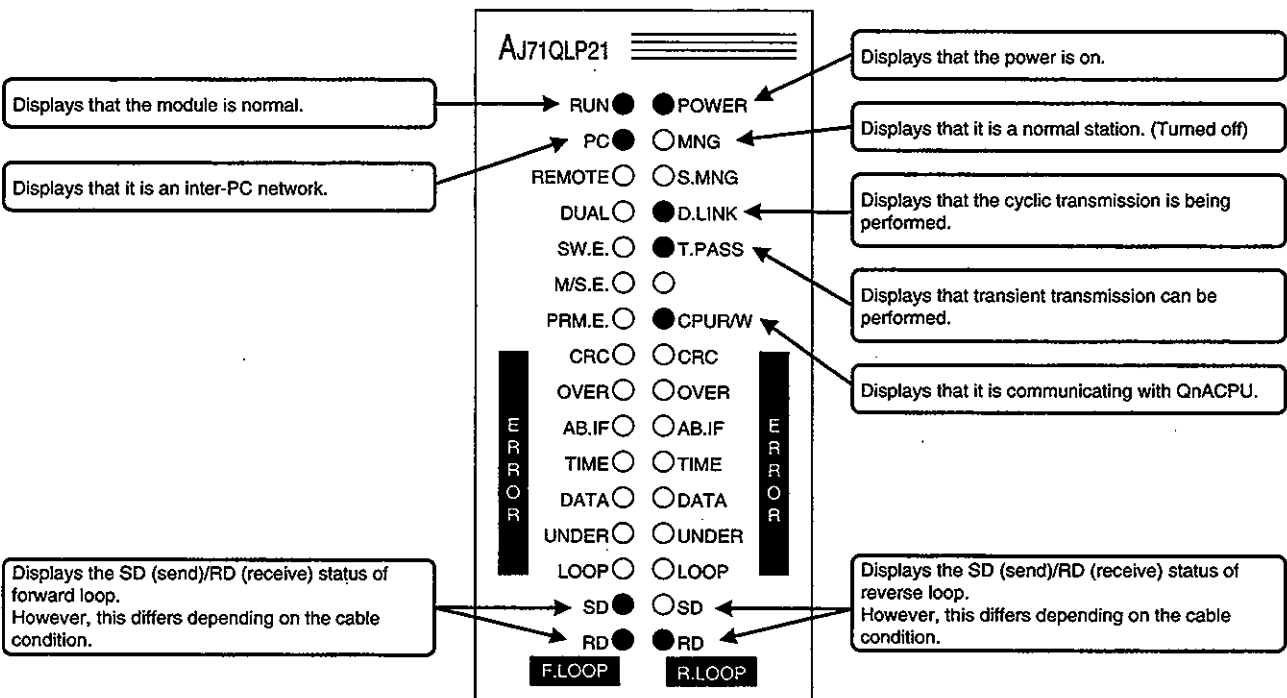 AJ71QLP21
Displays that the module is normal.
Displays that it is an inter-PC network.
Displays the SD (send)/RD (receive) status of
forward loop.
However, this differs depending on the cable
condition.
RUN POWER
PC MNG
REMOTE S.MNG
DUAL D.LINK
SW.E. T.PASS
M/S.E.
PRM.E. CPUR/W
CRC CRC
OVER OVER
AB.IF AB.IF
TIME TIME
DATA DATA
UNDER UNDER
LOOP LOOP
SD SD
RD RD
ERROR
ERROR
F.LOOP R.LOOP
Displays that the power is on.
Displays that it is a normal station. (Turned off)
Displays that the cyclic transmission is being
performed.
Displays that transient transmission can be
performed.
Displays that it is communicating with QnACPU.
Displays the SD (send)/RD (receive) status of
reverse loop.
However, this differs depending on the cable
condition.